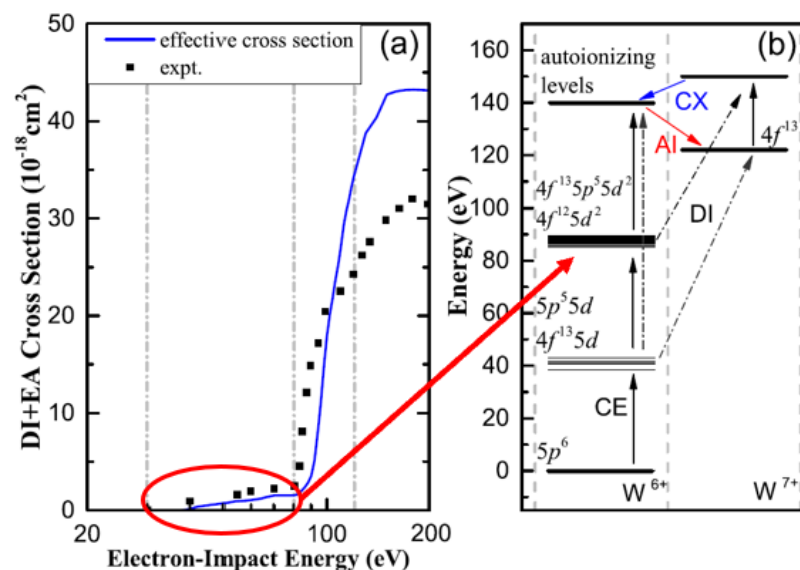 (a)
effective cross section
expt.
DI+EA Cross Section (10⁻¹⁸cm²)
50
40
30
20
10
0
20
100
200
Electron-Impact Energy (eV)
(b)
Energy (eV)
160
140
120
100
80
60
40
20
0
autoionizing
levels
CX
AI
4f¹³
4f¹³5p⁵5d²
4f¹²5d²
DI
5p⁵5d
4f¹³5d
CE
5p⁶
W⁶⁺
W⁷⁺